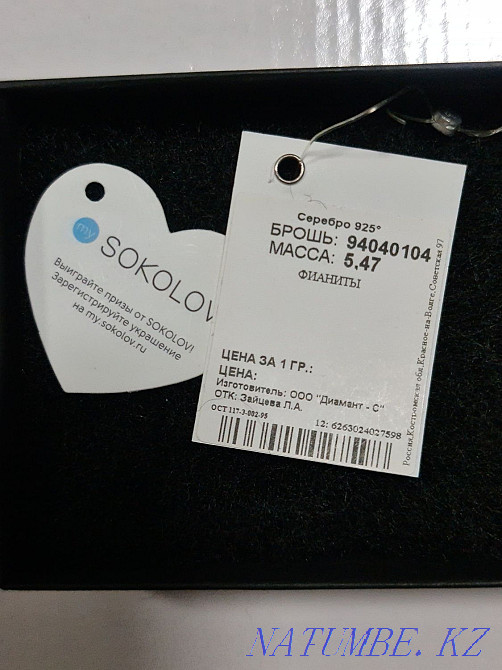 my
SOKOLOV
Выиграйте призы от SOKOLOV!
Зарегистрируйте украшение
на my.sokolov.ru
Серебро 925°
БРОШЬ: 94040104
МАССА: 5,47
ФИАНИТЫ
ЦЕНА ЗА 1 ГР.:
ЦЕНА:
Изготовитель: ООО "Диамант - С"
ОТК: Зайцева Л.А.
ОСТ 117-3-002-95
12: 6263024027598
Россия,Костромская обл,Красное-на-Волге,Советская 97
NATUMBE. KZ